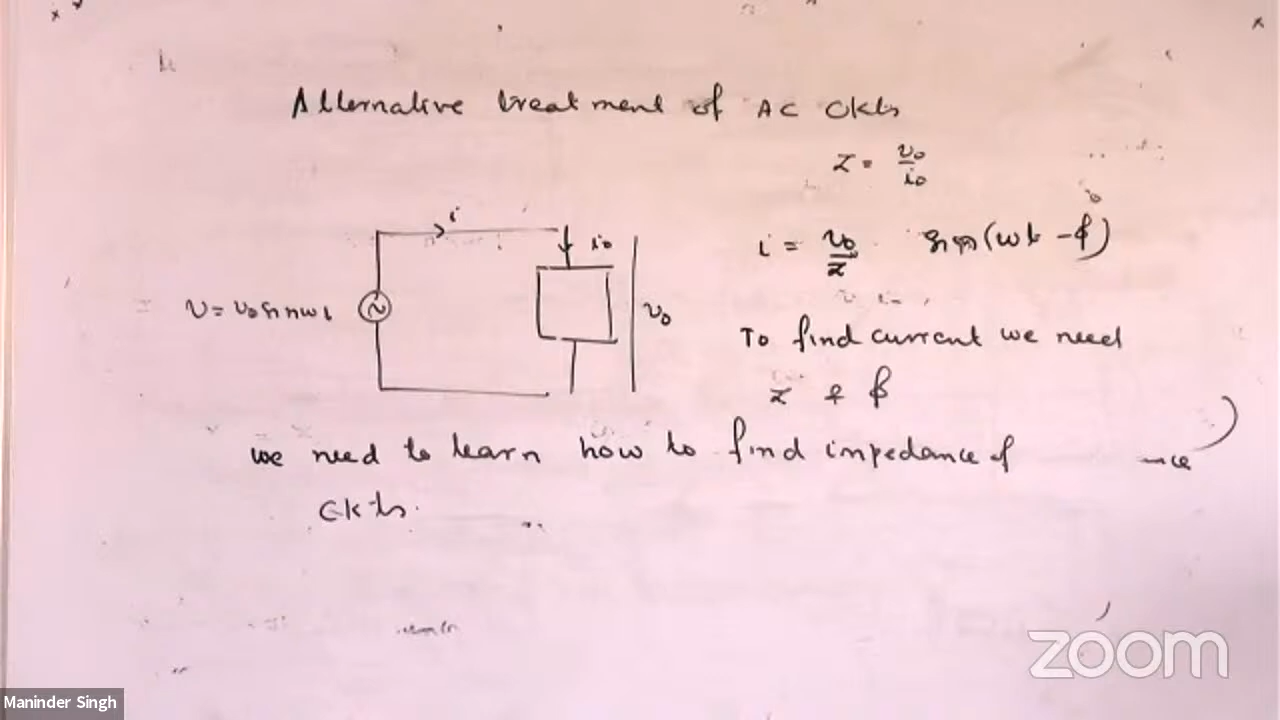 Alternative treatment of AC Ckts
Z = v₀/i₀
i
i₀
i = v₀/Z sin(ωt - ϕ)
v = v₀ sin ωt
v₀
To find current we need
Z & ϕ
we need to learn how to find impedance of
Ckts.
zoom
Maninder Singh